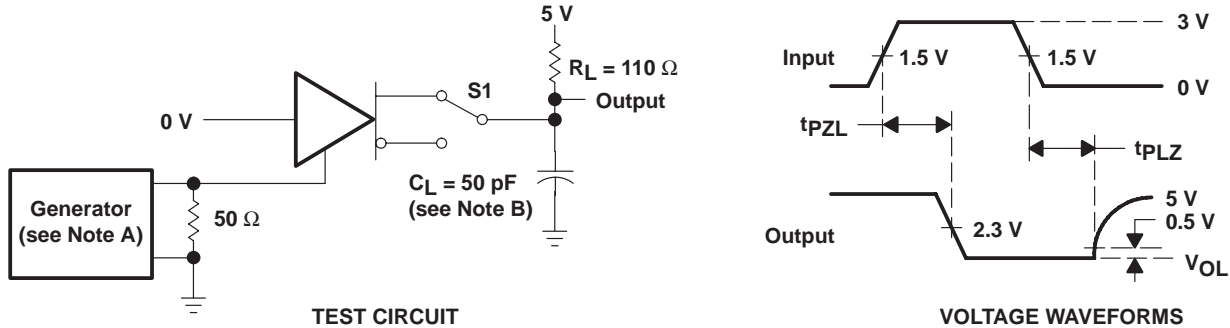 5 V
R_L = 110 Ω
S1
Output
0 V
Generator
(see Note A)
50 Ω
C_L = 50 pF
(see Note B)
TEST CIRCUIT
3 V
Input
1.5 V
1.5 V
0 V
t_PZL
t_PLZ
5 V
0.5 V
Output
2.3 V
V_OL
VOLTAGE WAVEFORMS